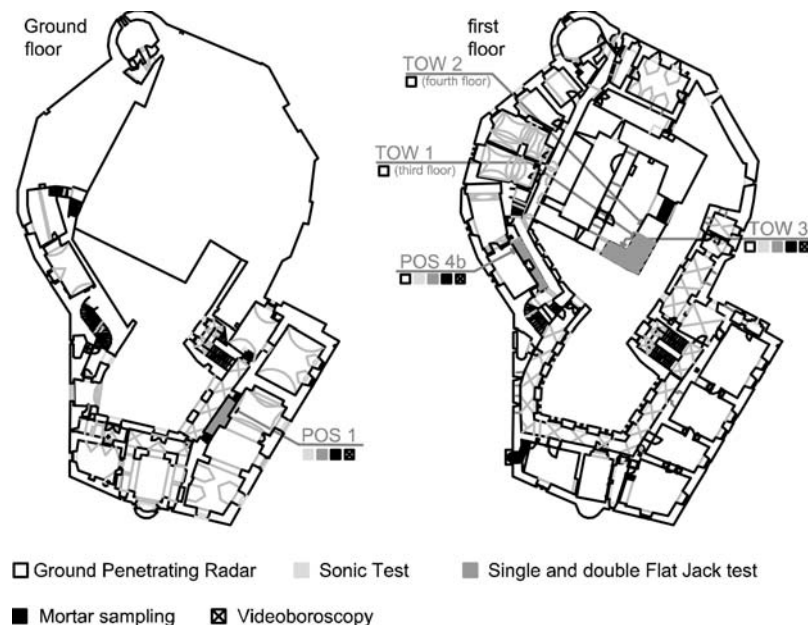 Ground
floor
first
floor
TOW 2
(fourth floor)
TOW 1
(third floor)
TOW 3
POS 4b
POS 1
Ground Penetrating Radar
Sonic Test
Single and double Flat Jack test
Mortar sampling
Videoboroscopy